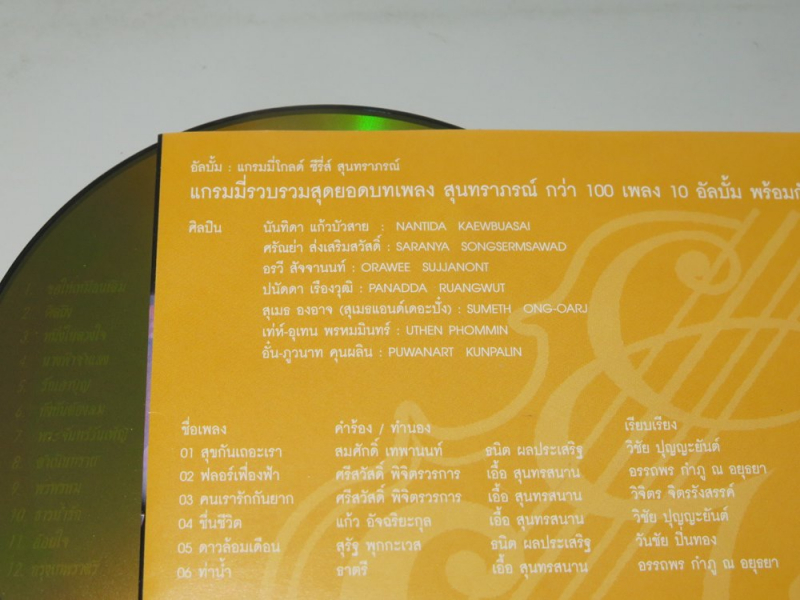 อัลบั้ม : แกรมมี่โกลด์ ซีรี่ส์ สุนทราภรณ์
แกรมมี่รวบรวมสุดยอดบทเพลง สุนทราภรณ์ กว่า 100 เพลง 10 อัลบั้ม พร้อมกั
ศิลปิน นันทิดา แก้วบัวสาย : NANTIDA KAEWBUASAI
ศรัณย่า ส่งเสริมสวัสดิ์ : SARANYA SONGSERMSAWAD
อรวี สัจจานนท์ : ORAWEE SUJJANONT
ปนัดดา เรืองวุฒิ : PANADDA RUANGWUT
สุเมธ องอาจ (สุเมธแอนด์เดอะปั๋ง) : SUMETH ONG-OARJ
เท่ห์-อุเทน พรหมมินทร์ : UTHEN PHOMMIN
อั๋น-ภูวนาท คุนผลิน : PUWANART KUNPALIN
ชื่อเพลง คำร้อง / ทำนอง เรียบเรียง
01 สุขกันเถอะเรา สมศักดิ์ เทพานนท์ ธนิต ผลประเสริฐ วิชัย ปุญญะยันต์
02 ฟลอร์เฟื่องฟ้า ศรีสวัสดิ์ พิจิตรวรการ เอื้อ สุนทรสนาน อรรถพร กำภู ณ อยุธยา
03 คนเรารักกันยาก ศรีสวัสดิ์ พิจิตรวรการ เอื้อ สุนทรสนาน วิจิตร จิตรรังสรรค์
04 ชื่นชีวิต แก้ว อัจฉริยะกุล เอื้อ สุนทรสนาน วิชัย ปุญญะยันต์
05 ดาวล้อมเดือน สุรัฐ พุกกะเวส ธนิต ผลประเสริฐ วันชัย ปิ่นทอง
06 ท่าน้ำ ธาตรี เอื้อ สุนทรสนาน อรรถพร กำภู ณ อยุธยา